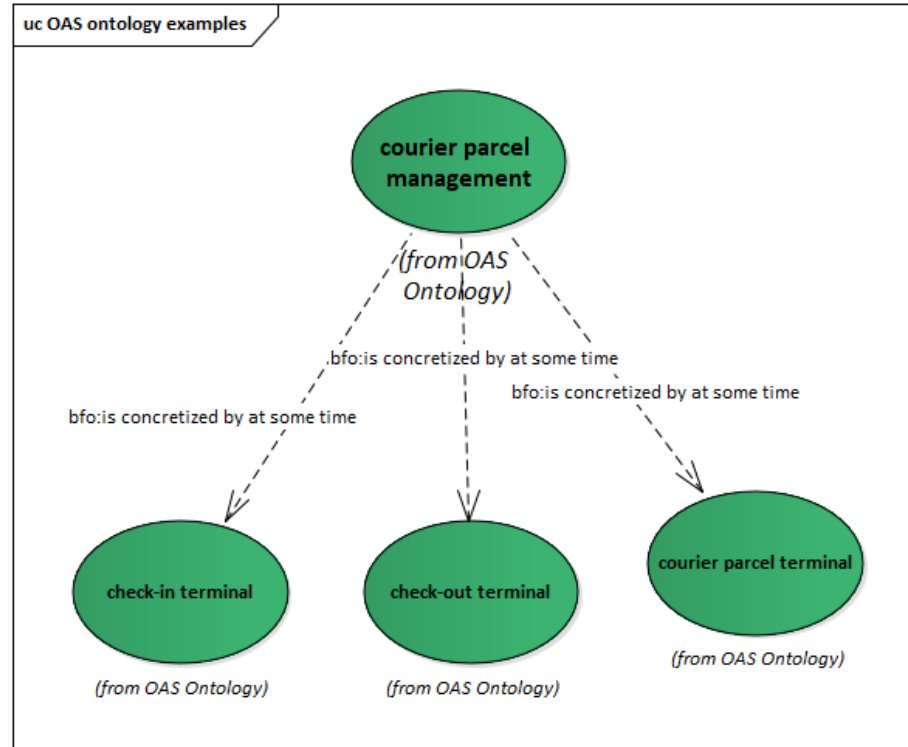 uc OAS ontology examples
courier parcel
management
(from OAS
Ontology)
.bfo:is concretized by at some time
bfo:is concretized by at some time
bfo:is concretized by at some time
check-in terminal
check-out terminal
courier parcel terminal
(from OAS Ontology)
(from OAS Ontology)
(from OAS Ontology)